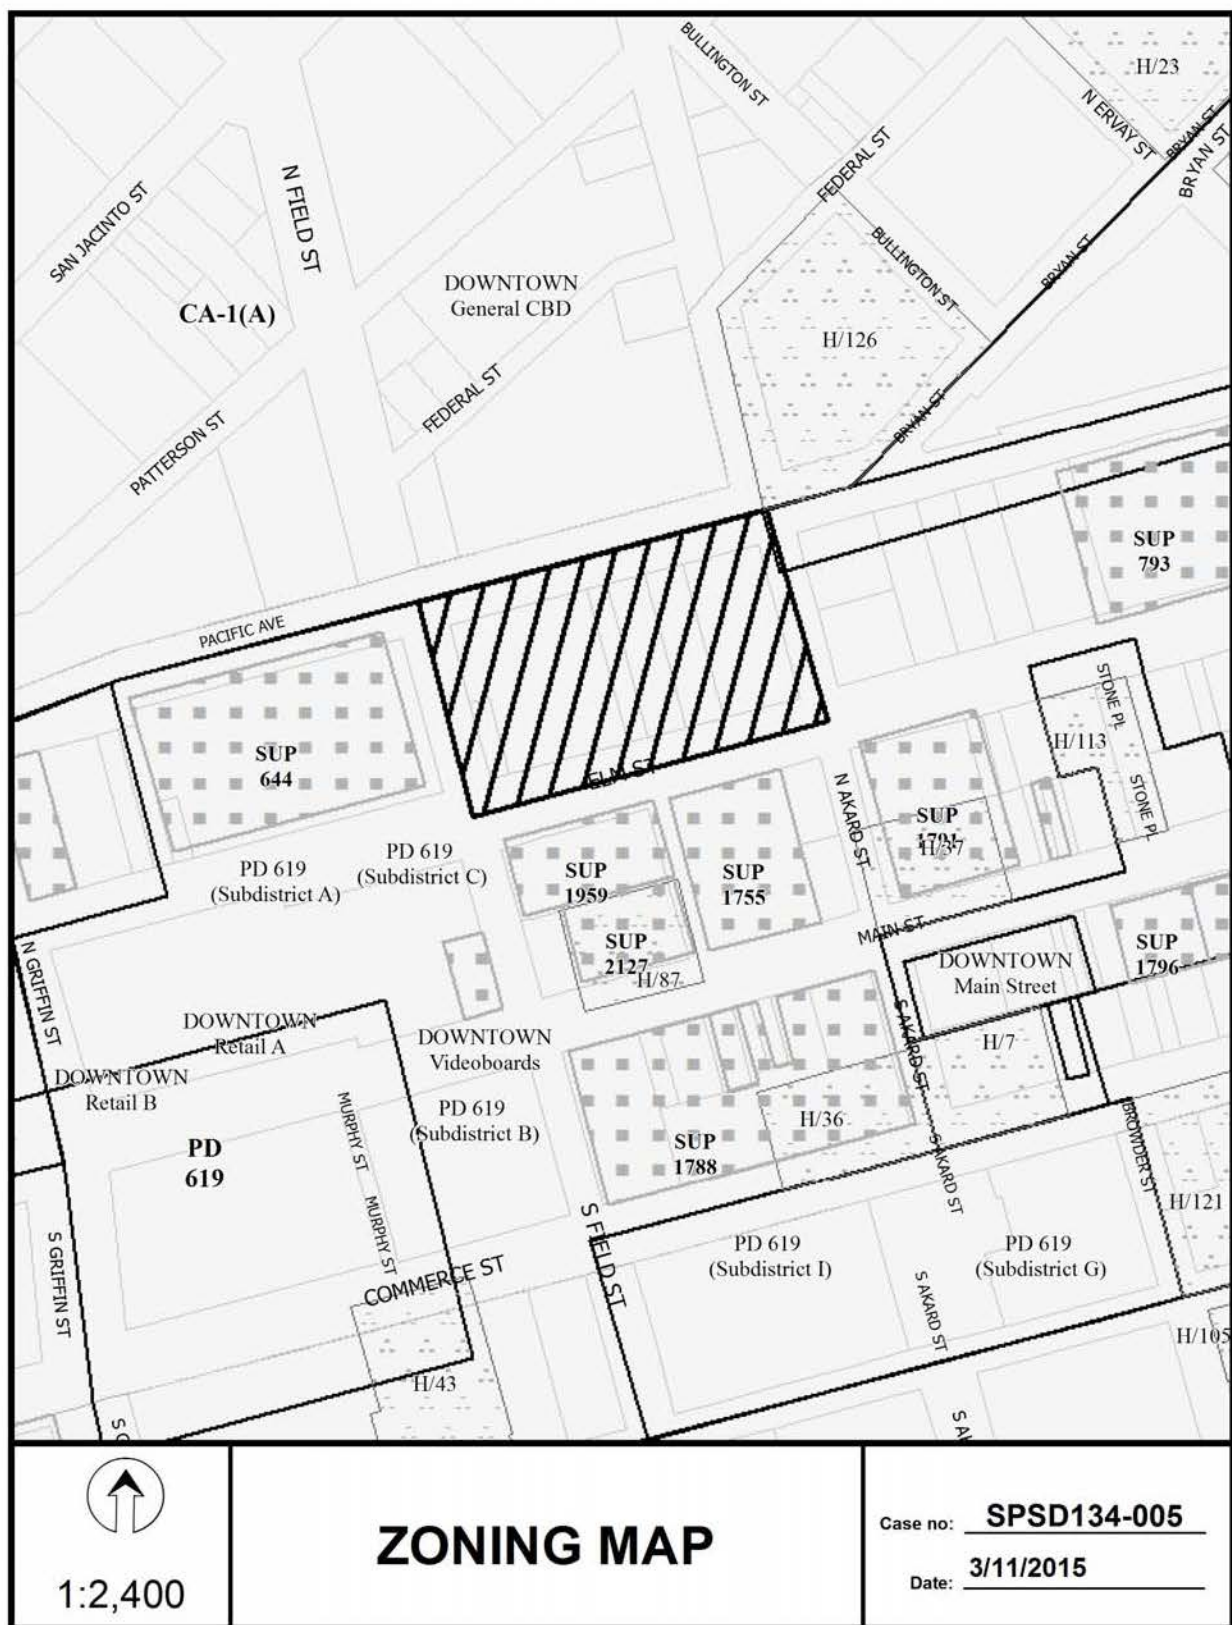 BULLINGTON ST
H/23
N ERVAY ST
BRYAN ST
BRYAN ST
FEDERAL ST
SAN JACINTO ST
N FIELD ST
BULLINGTON ST
BRYAN ST
DOWNTOWN
General CBD
CA-1(A)
H/126
FEDERAL ST
BRYAN ST
PATTERSON ST
SUP
793
PACIFIC AVE
STONE PL
H/113
SUP
644
ELM ST
N AKARD ST
STONE PL
SUP
1791
H/37
PD 619
(Subdistrict A)
PD 619
(Subdistrict C)
SUP
1959
SUP
1755
MAIN ST
SUP
2127
H/87
DOWNTOWN
Main Street
SUP
1796
N GRIFFIN ST
DOWNTOWN
Retail A
DOWNTOWN
Videoboards
S AKARD ST
H/7
DOWNTOWN
Retail B
MURPHY ST
PD 619
(Subdistrict B)
H/36
BROWDER ST
PD
619
SUP
1788
S AKARD ST
MURPHY ST
H/121
S GRIFFIN ST
S FIELD ST
PD 619
(Subdistrict I)
PD 619
(Subdistrict G)
COMMERCE ST
S AKARD ST
H/105
H/43
1:2,400
ZONING MAP
Case no: SPSD134-005
Date: 3/11/2015